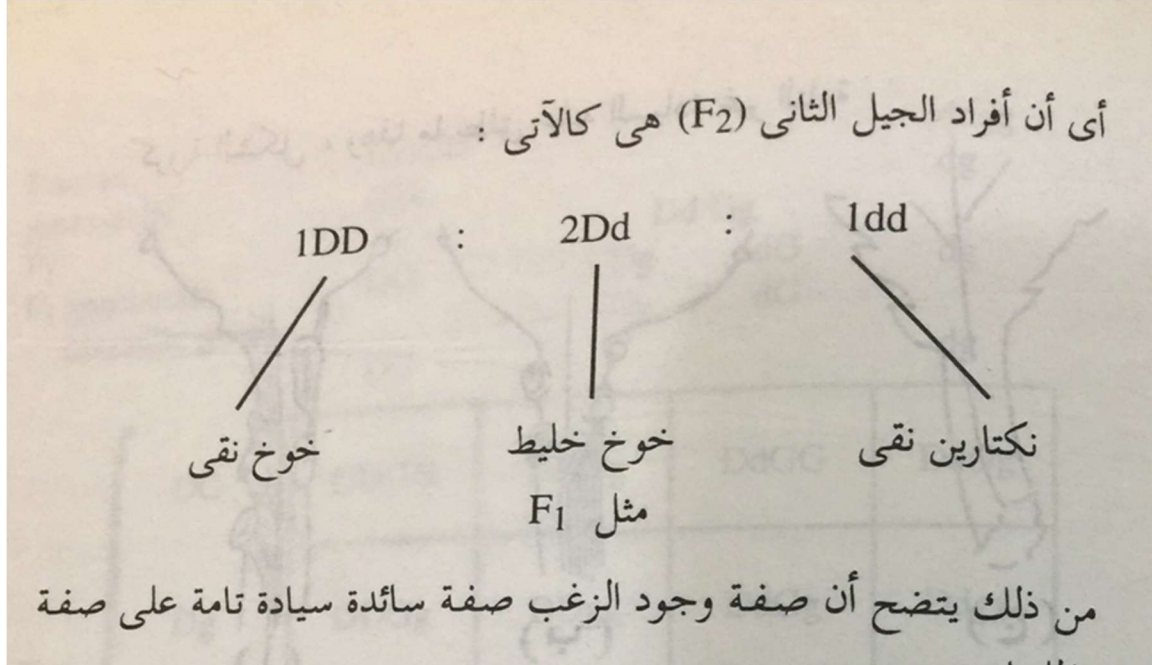 أى أن أفراد الجيل الثانى (F2) هى كالآتى :
1DD : 2Dd : 1dd
خوخ نقى خوخ خليط نكتارين نقى
مثل F1
من ذلك يتضح أن صفة وجود الزغب صفة سائدة سيادة تامة على صفة